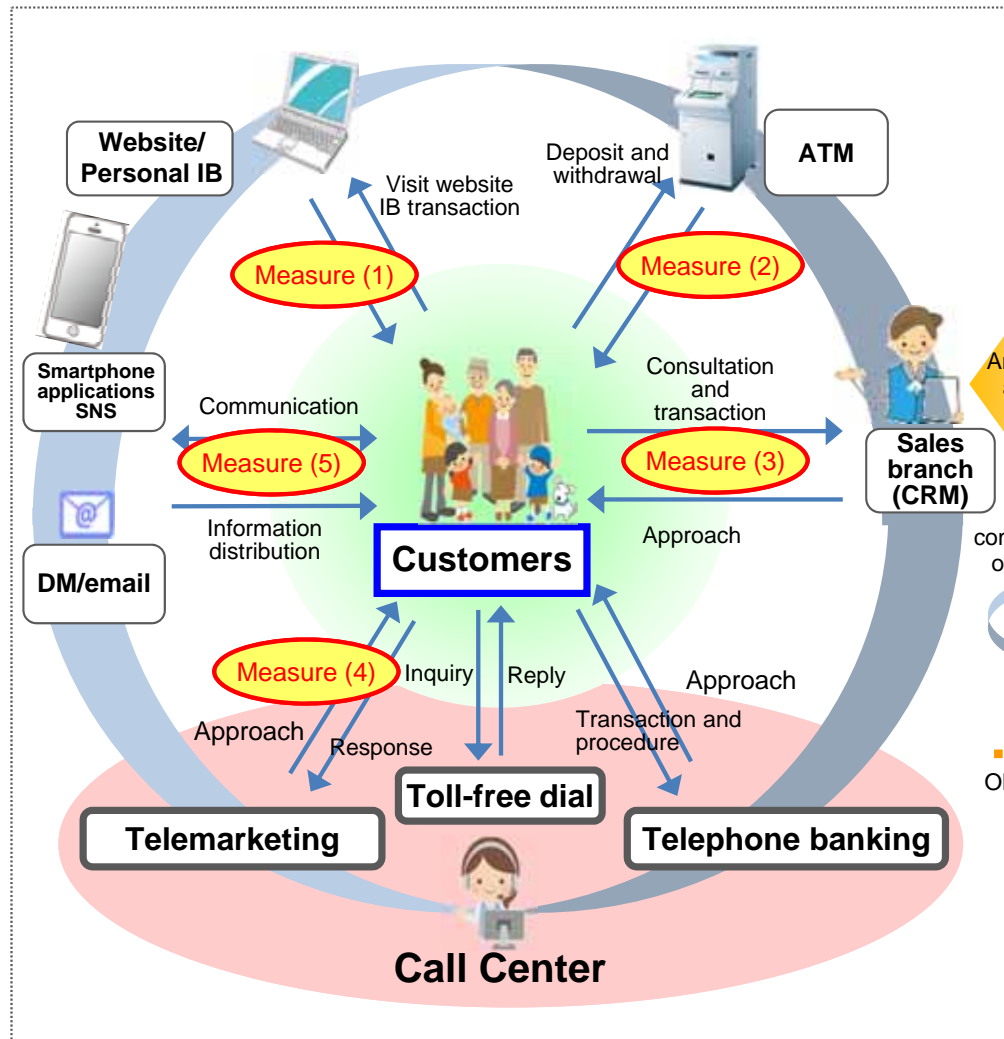 Website/
Personal IB
ATM
Deposit and
withdrawal
Visit website
IB transaction
Measure (1)
Measure (2)
Smartphone
applications
SNS
Communication
Measure (5)
Consultation
and
transaction
Measure (3)
Sales
branch
(CRM)
@
Information
distribution
Approach
DM/email
Customers
Measure (4)
Inquiry
Reply
Approach
Approach
Response
Transaction and
procedure
Toll-free dial
Telemarketing
Telephone banking
Call Center